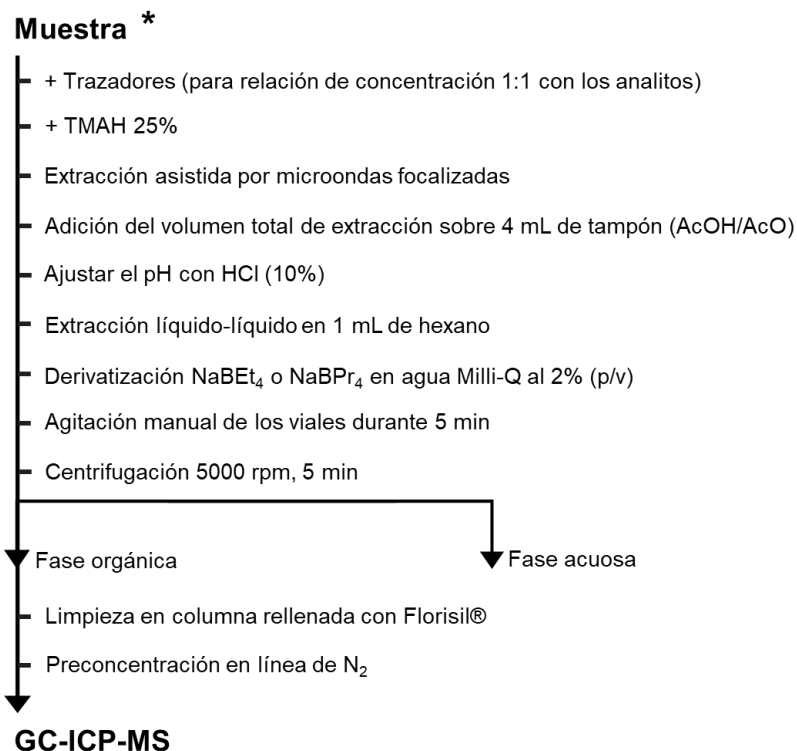 Muestra *
+ Trazadores (para relación de concentración 1:1 con los analitos)
+ TMAH 25%
Extracción asistida por microondas focalizadas
Adición del volumen total de extracción sobre 4 mL de tampón (AcOH/AcO)
Ajustar el pH con HCl (10%)
Extracción líquido-líquido en 1 mL de hexano
Derivatización NaBEt₄ o NaBPr₄ en agua Milli-Q al 2% (p/v)
Agitación manual de los viales durante 5 min
Centrifugación 5000 rpm, 5 min
Fase orgánica
Fase acuosa
Limpieza en columna rellenada con Florisil®
Preconcentración en línea de N₂
GC-ICP-MS